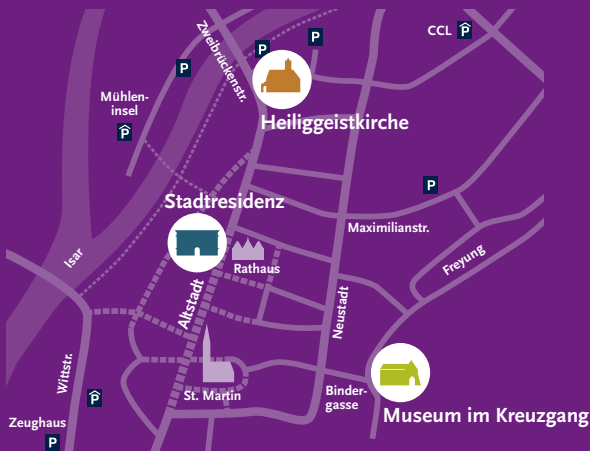 Zweibrückenstr.
P
P
P
CCL P
Mühlen-
insel
P
Heiliggeistkirche
P
Stadtresidenz
Maximilianstr.
Isar
Rathaus
Freyung
Altstadt
Neustadt
Wittstr.
St. Martin
Binder-
gasse
P
Museum im Kreuzgang
Zeughaus
P